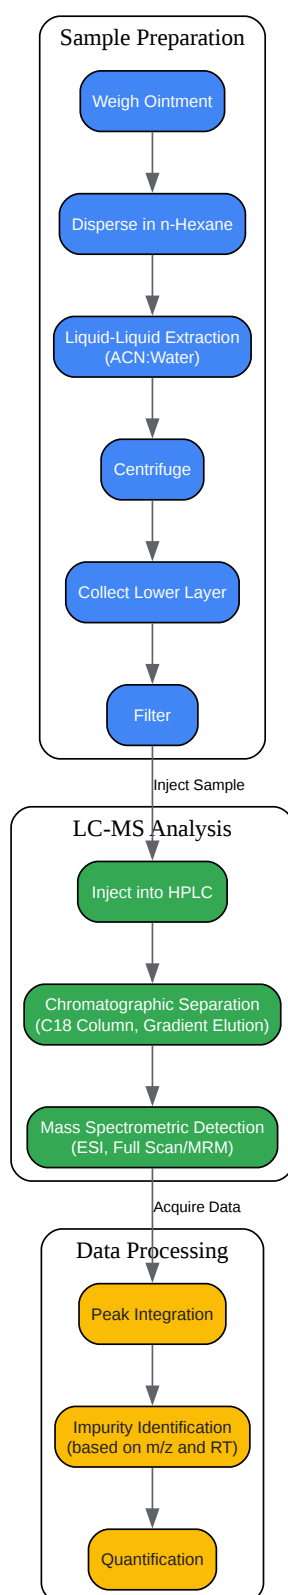 Sample Preparation
Weigh Ointment
Disperse in n-Hexane
Liquid-Liquid Extraction
(ACN:Water)
Centrifuge
Collect Lower Layer
Filter
Inject Sample
LC-MS Analysis
Inject into HPLC
Chromatographic Separation
(C18 Column, Gradient Elution)
Mass Spectrometric Detection
(ESI, Full Scan/MRM)
Acquire Data
Data Processing
Peak Integration
Impurity Identification
(based on m/z and RT)
Quantification